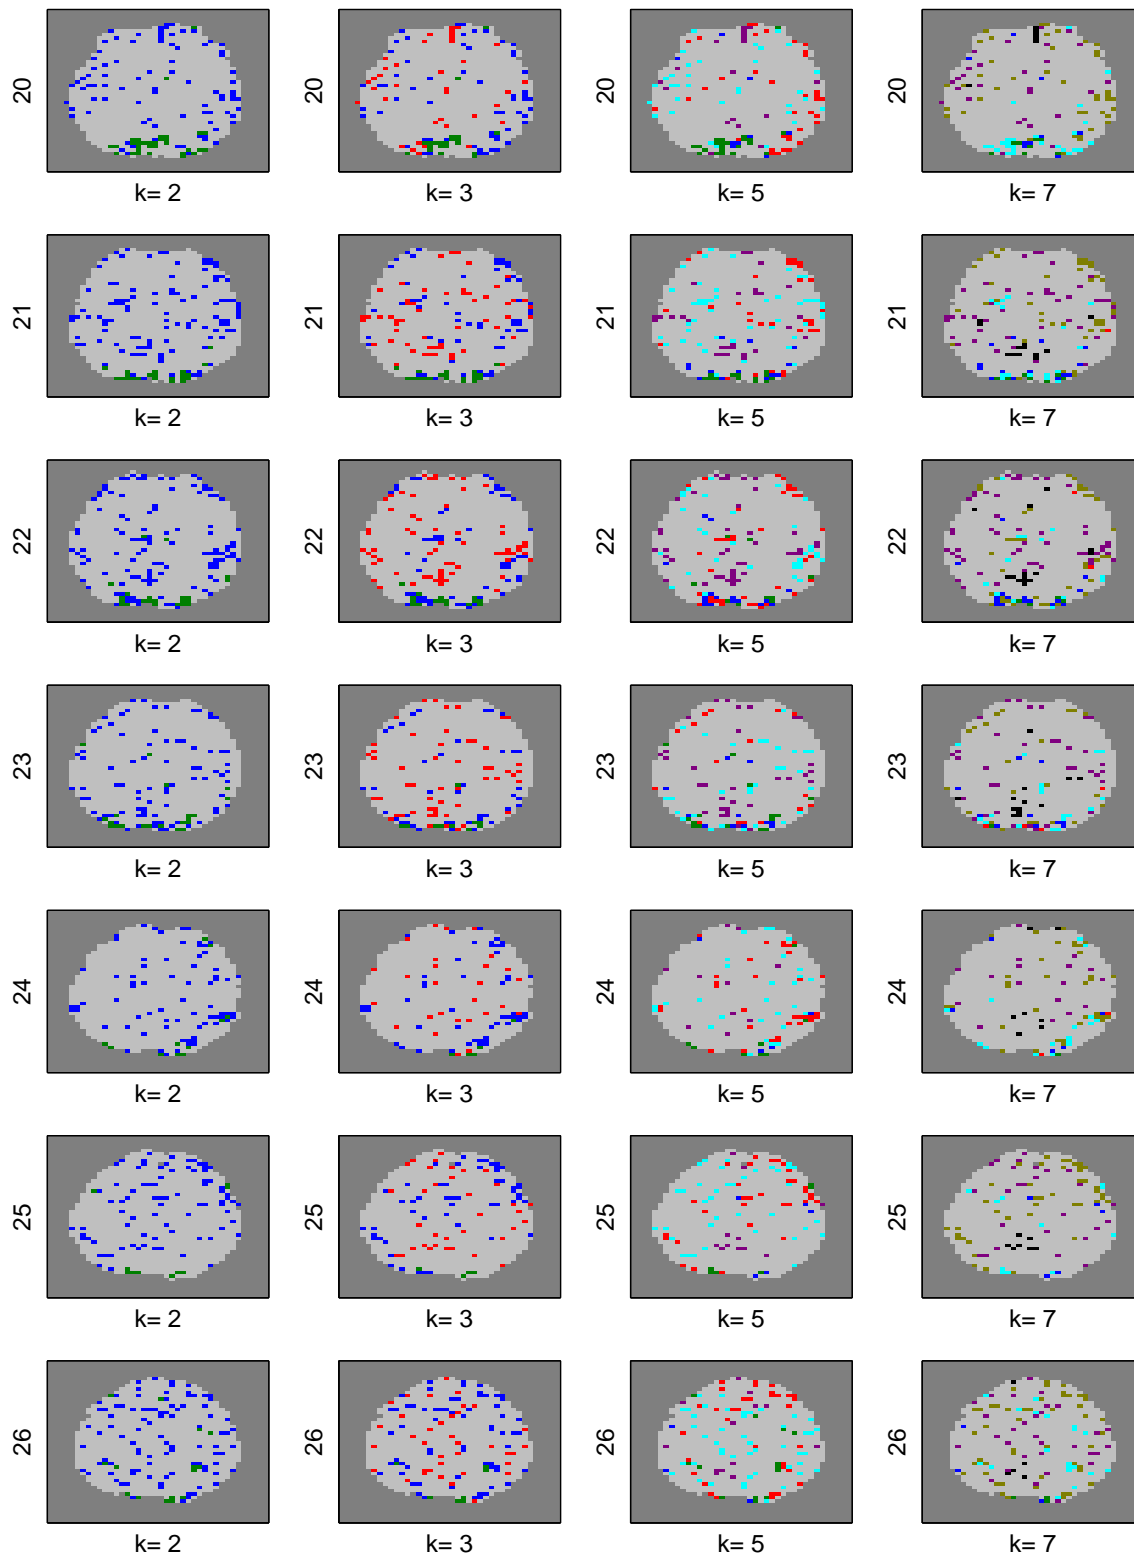 20 20 20 20
k= 2 k= 3 k= 5 k= 7
21 21 21 21
k= 2 k= 3 k= 5 k= 7
22 22 22 22
k= 2 k= 3 k= 5 k= 7
23 23 23 23
k= 2 k= 3 k= 5 k= 7
24 24 24 24
k= 2 k= 3 k= 5 k= 7
25 25 25 25
k= 2 k= 3 k= 5 k= 7
26 26 26 26
k= 2 k= 3 k= 5 k= 7